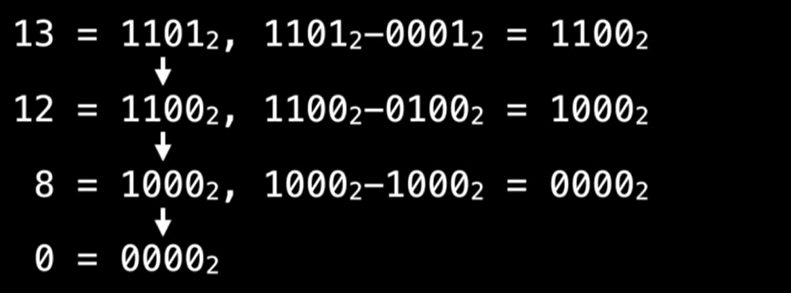 13 = 1101₂, 1101₂−0001₂ = 1100₂
↓
12 = 1100₂, 1100₂−0100₂ = 1000₂
↓
8 = 1000₂, 1000₂−1000₂ = 0000₂
↓
0 = 0000₂